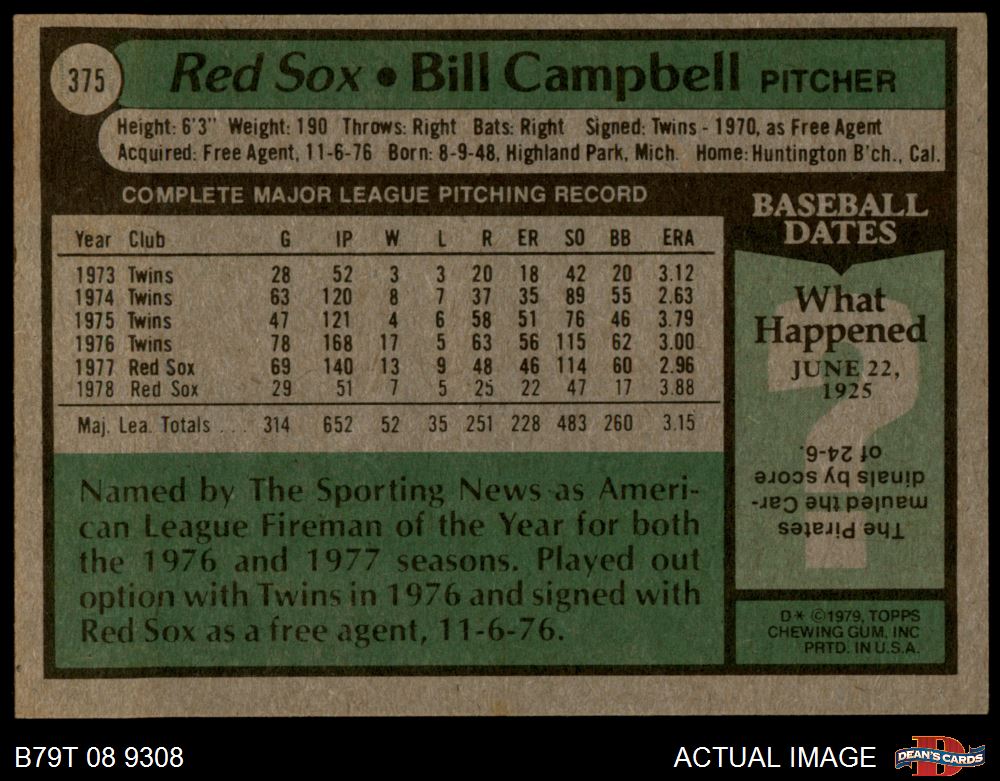 375
Red Sox • Bill Campbell PITCHER
Height: 6'3" Weight: 190 Throws: Right Bats: Right Signed: Twins - 1970, as Free Agent
Acquired: Free Agent, 11-6-76 Born: 8-9-48, Highland Park, Mich. Home: Huntington B'ch., Cal.
COMPLETE MAJOR LEAGUE PITCHING RECORD
Year Club G IP W L R ER SO BB ERA
1973 Twins 28 52 3 3 20 18 42 20 3.12
1974 Twins 63 120 8 7 37 35 89 55 2.63
1975 Twins 47 121 4 6 58 51 76 46 3.79
1976 Twins 78 168 17 5 63 56 115 62 3.00
1977 Red Sox 69 140 13 9 48 46 114 60 2.96
1978 Red Sox 29 51 7 5 25 22 47 17 3.88
Maj. Lea. Totals ... 314 652 52 35 251 228 483 260 3.15
Named by The Sporting News as Ameri-
can League Fireman of the Year for both
the 1976 and 1977 seasons. Played out
option with Twins in 1976 and signed with
Red Sox as a free agent, 11-6-76.
BASEBALL
DATES
What
Happened
JUNE 22,
1925
?
The Pirates
mauled the Car-
dinals by score
of 24-6.
D* ©1979, TOPPS
CHEWING GUM, INC
PRTD. IN U.S.A.
B79T 08 9308
ACTUAL IMAGE
D
DEAN'S CARDS